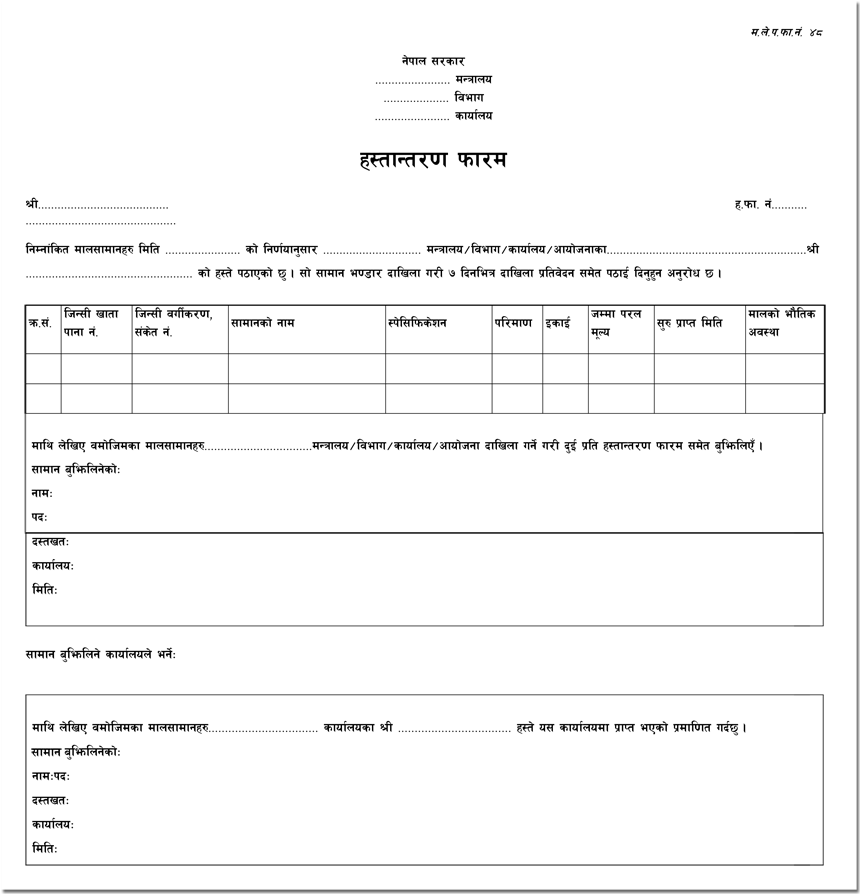 म.ले.प.फा.नं. ४८
नेपाल सरकार
....................... मन्त्रालय
.................... विभाग
....................... कार्यालय
हस्तान्तरण फारम
श्री........................................ ह.फा. नं...........
..............................................
निम्नांकित मालसामानहरु मिति ....................... को निर्णयानुसार .............................. मन्त्रालय/विभाग/कार्यालय/आयोजनाका.............................................................श्री
................................................... को हस्ते पठाएको छु । सो सामान भण्डार दाखिला गरी ७ दिनभित्र दाखिला प्रतिवेदन समेत पठाई दिनुहुन अनुरोध छ ।
क्र.सं. जिन्सी खाता पाना नं. जिन्सी वर्गीकरण, संकेत नं. सामानको नाम स्पेसिफिकेशन परिमाण इकाई जम्मा परल मूल्य सुरु प्राप्त मिति मालको भौतिक अवस्था
माथि लेखिए वमोजिमका मालसामानहरु.................................मन्त्रालय/विभाग/कार्यालय/आयोजना दाखिला गर्ने गरी दुई प्रति हस्तान्तरण फारम समेत बुझिलिएँ ।
सामान बुझिलिनेको:
नाम:
पद:
दस्तखत:
कार्यालय:
मिति:
सामान बुझिलिने कार्यालयले भर्ने:
माथि लेखिए वमोजिमका मालसामानहरु.................................. कार्यालयका श्री ................................... हस्ते यस कार्यालयमा प्राप्त भएको प्रमाणित गर्दछु ।
सामान बुझिलिनेको:
नाम:पद:
दस्तखत:
कार्यालय:
मिति: